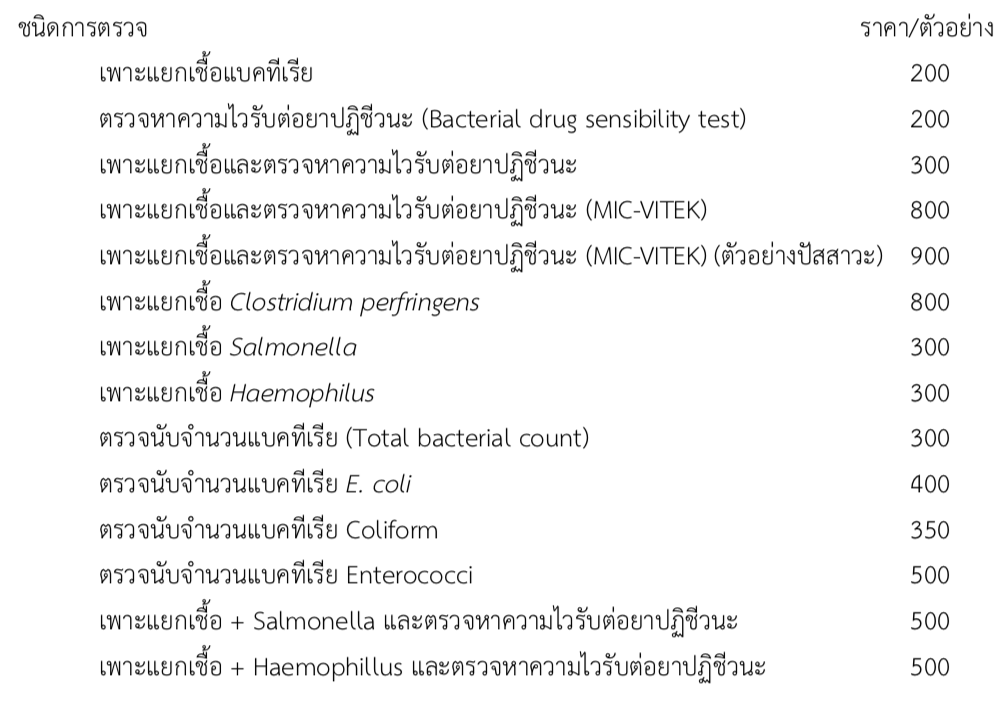 ชนิดการตรวจ ราคา/ตัวอย่าง
เพาะแยกเชื้อแบคทีเรีย 200
ตรวจหาความไวรับต่อยาปฏิชีวนะ (Bacterial drug sensibility test) 200
เพาะแยกเชื้อและตรวจหาความไวรับต่อยาปฏิชีวนะ 300
เพาะแยกเชื้อและตรวจหาความไวรับต่อยาปฏิชีวนะ (MIC-VITEK) 800
เพาะแยกเชื้อและตรวจหาความไวรับต่อยาปฏิชีวนะ (MIC-VITEK) (ตัวอย่างปัสสาวะ) 900
เพาะแยกเชื้อ Clostridium perfringens 800
เพาะแยกเชื้อ Salmonella 300
เพาะแยกเชื้อ Haemophilus 300
ตรวจนับจำนวนแบคทีเรีย (Total bacterial count) 300
ตรวจนับจำนวนแบคทีเรีย E. coli 400
ตรวจนับจำนวนแบคทีเรีย Coliform 350
ตรวจนับจำนวนแบคทีเรีย Enterococci 500
เพาะแยกเชื้อ + Salmonella และตรวจหาความไวรับต่อยาปฏิชีวนะ 500
เพาะแยกเชื้อ + Haemophillus และตรวจหาความไวรับต่อยาปฏิชีวนะ 500